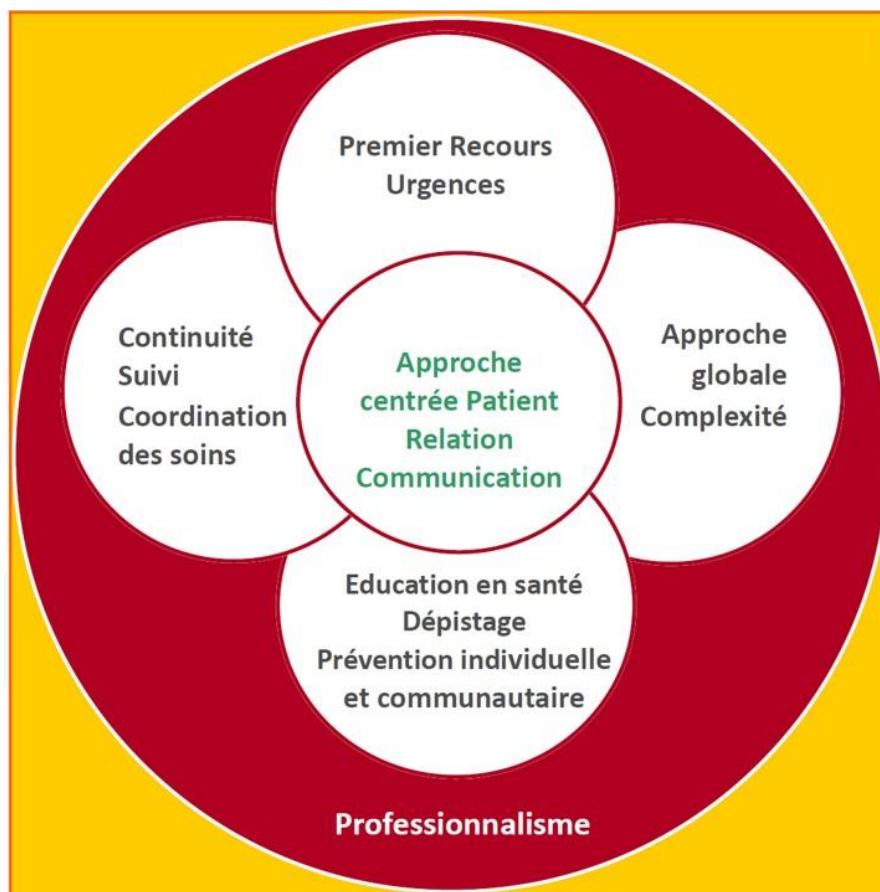 Premier Recours
Urgences
Continuité
Suivi
Coordination
des soins
Approche
centrée Patient
Relation
Communication
Approche
globale
Complexité
Education en santé
Dépistage
Prévention individuelle
et communautaire
Professionnalisme